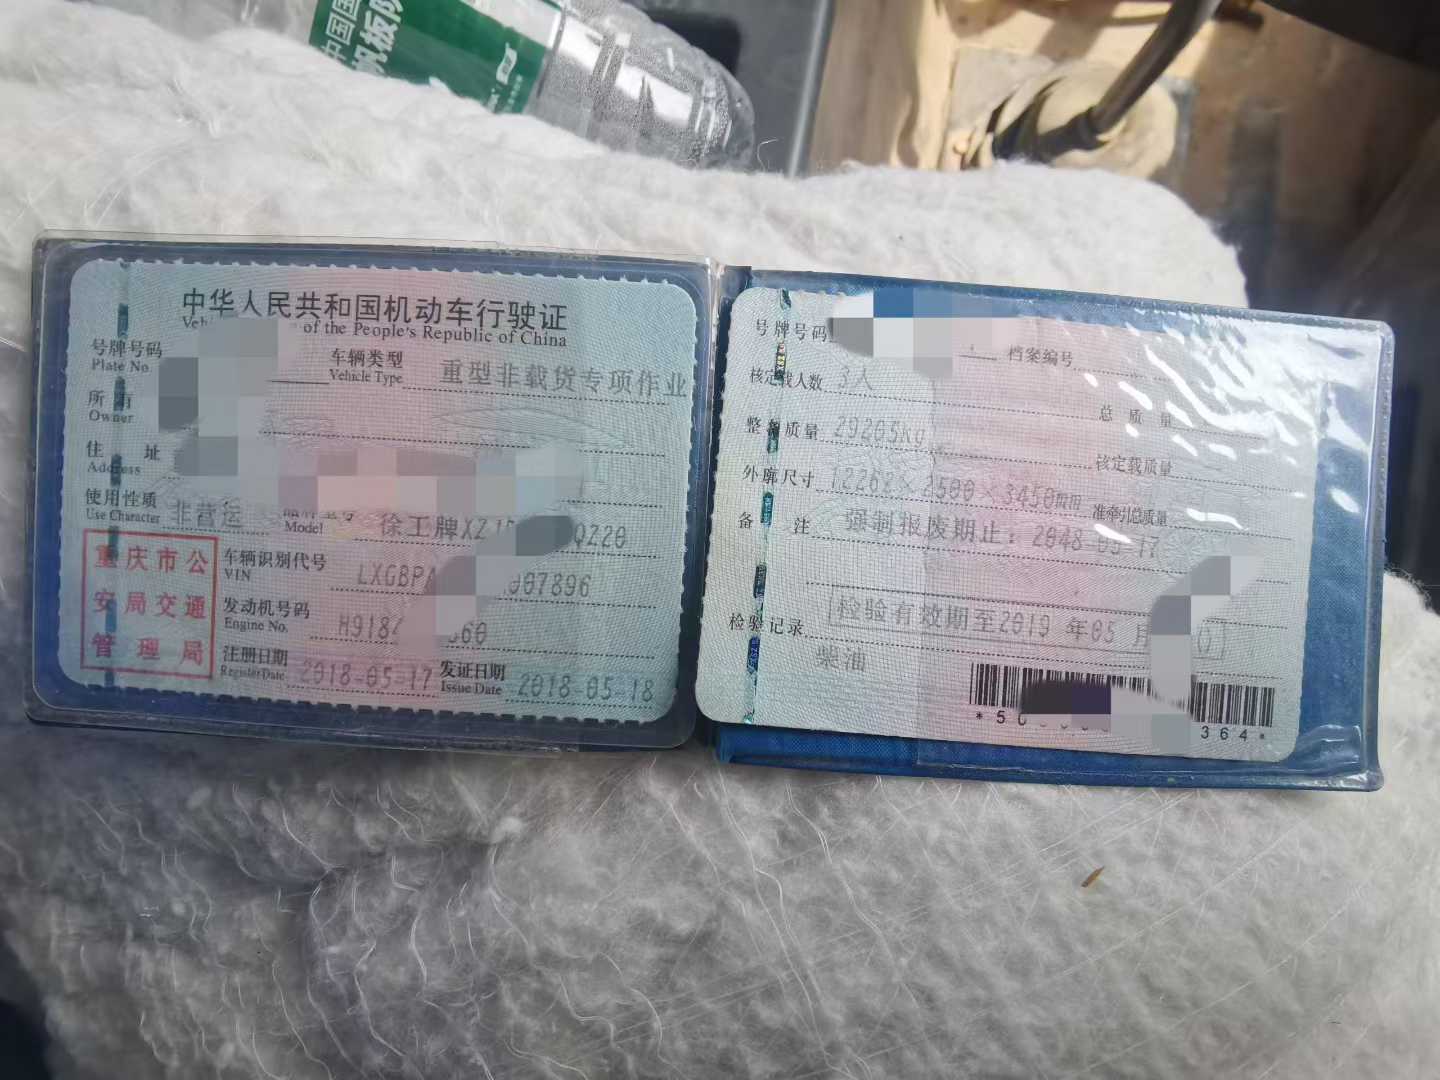 中国国
帆板队
中华人民共和国机动车行驶证
of the People's Republic of China
号牌号码
Plate No.
车辆类型 重型非载货专项作业
Vehicle Type
所 有
Owner
住 址
Address
使用性质 非营运
Use Character
Model 徐工牌XZJ QZ20
重庆市公
安局交通
管理局
车辆识别代号 LXGBPA 007896
VIN
发动机号码 H9184 60
Engine No.
注册日期 2018-05-17 发证日期 2018-05-18
Register Date Issue Date
号牌号码 档案编号
核定载人数 3人 总质量
整备质量 29205Kg 核定载质量
外廓尺寸 12262×2500×3450mm 准牵引总质量
备 注 强制报废期止：2048-05-17
检验记录 检验有效期至2019 年05 月
柴油
364*